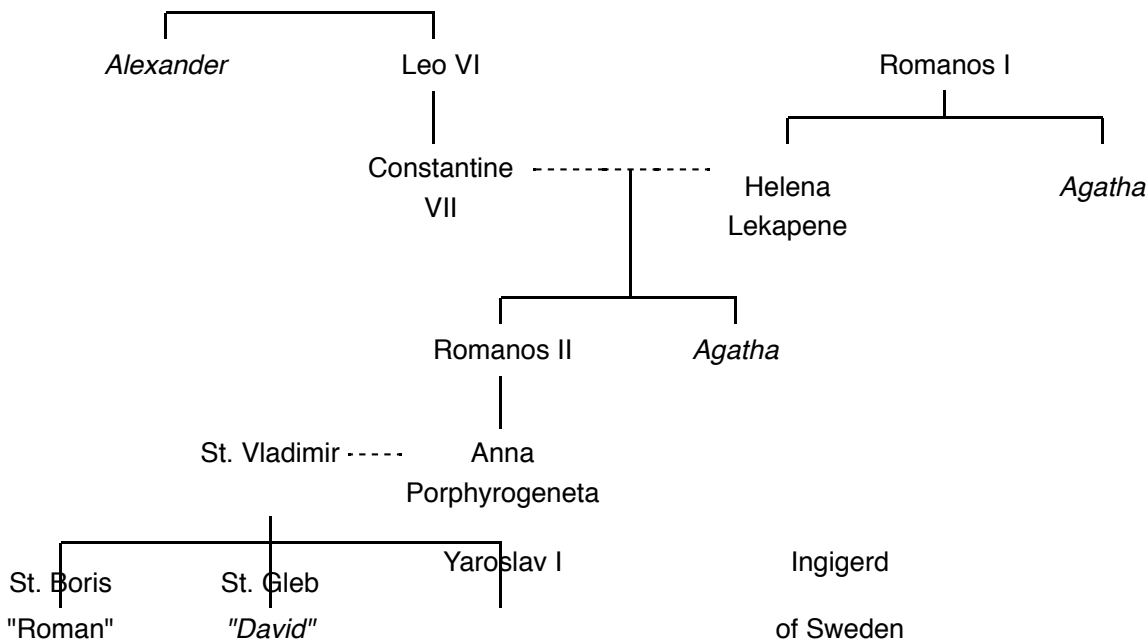 Alexander
Leo VI
Romanos I
Constantine
VII
Helena
Lekapene
Agatha
Romanos II
Agatha
St. Vladimir
Anna
Porphyrogeneta
Yaroslav I
Ingigerd
St. Boris
St. Gleb
"Roman"
"David"
of Sweden